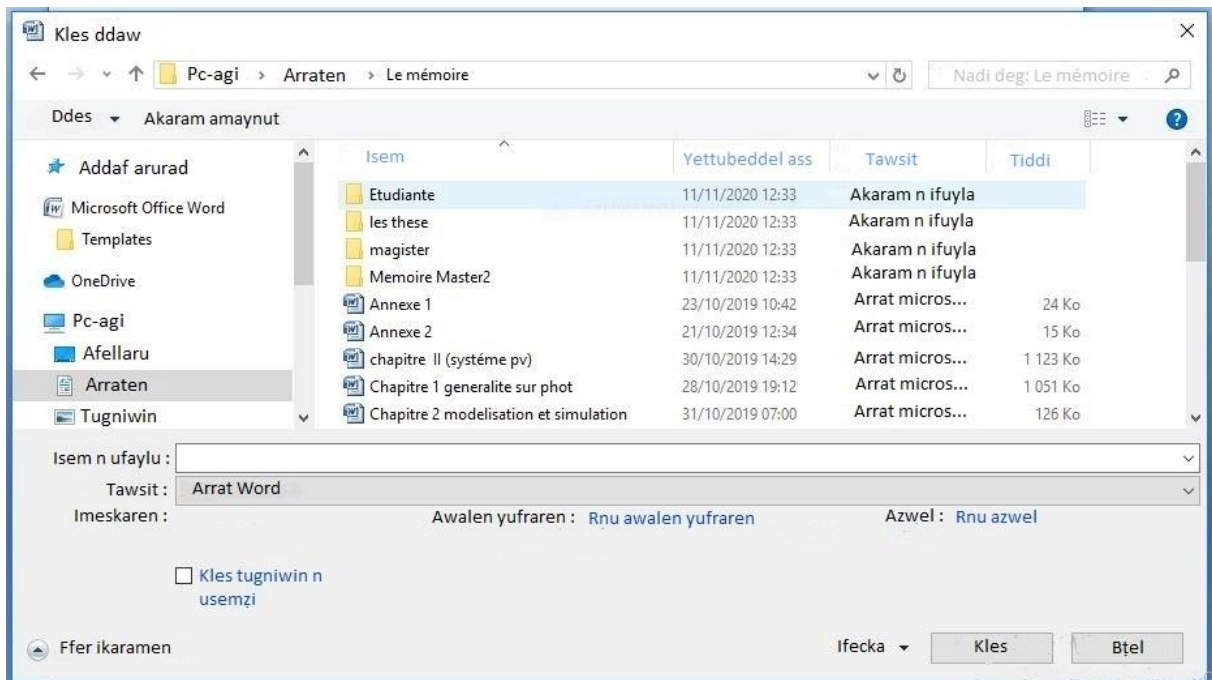 Kles ddaw
Pc-agi > Arraten > Le mémoire
Nadi deg: Le mémoire
Ddes
Akaram amaynut
Addaf arurad
Microsoft Office Word
Templates
OneDrive
Pc-agi
Afellaru
Arraten
Tugniwin
Isem Yettubeddel ass Tawsit Tiddi
Etudiante 11/11/2020 12:33 Akaram n ifuyla
les these 11/11/2020 12:33 Akaram n ifuyla
magister 11/11/2020 12:33 Akaram n ifuyla
Memoire Master2 11/11/2020 12:33 Akaram n ifuyla
Annexe 1 23/10/2019 10:42 Arrat micros... 24 Ko
Annexe 2 21/10/2019 12:34 Arrat micros... 15 Ko
chapitre II (systéme pv) 30/10/2019 14:29 Arrat micros... 1 123 Ko
Chapitre 1 generalite sur phot 28/10/2019 19:12 Arrat micros... 1 051 Ko
Chapitre 2 modelisation et simulation 31/10/2019 07:00 Arrat micros... 126 Ko
Isem n ufaylu :
Tawsit : Arrat Word
Imeskaren : Awalen yufraren : Rnu awalen yufraren Azwel : Rnu azwel
Kles tugniwin n
usemẓi
Ffer ikaramen
Ifecka
Kles
Bṭel